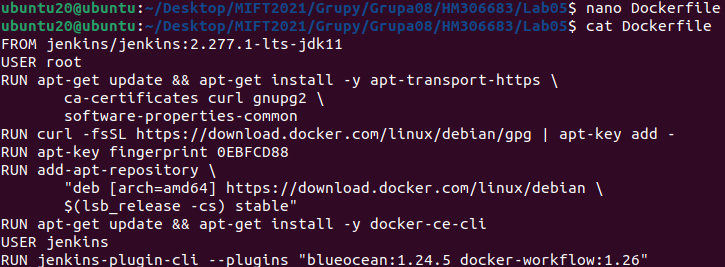 ubuntu20@ubuntu:~/Desktop/MIFT2021/Grupy/Grupa08/HM306683/Lab05$ nano Dockerfile
ubuntu20@ubuntu:~/Desktop/MIFT2021/Grupy/Grupa08/HM306683/Lab05$ cat Dockerfile
FROM jenkins/jenkins:2.277.1-lts-jdk11
USER root
RUN apt-get update && apt-get install -y apt-transport-https \
       ca-certificates curl gnupg2 \
       software-properties-common
RUN curl -fsSL https://download.docker.com/linux/debian/gpg | apt-key add -
RUN apt-key fingerprint 0EBFCD88
RUN add-apt-repository \
       "deb [arch=amd64] https://download.docker.com/linux/debian \
       $(lsb_release -cs) stable"
RUN apt-get update && apt-get install -y docker-ce-cli
USER jenkins
RUN jenkins-plugin-cli --plugins "blueocean:1.24.5 docker-workflow:1.26"